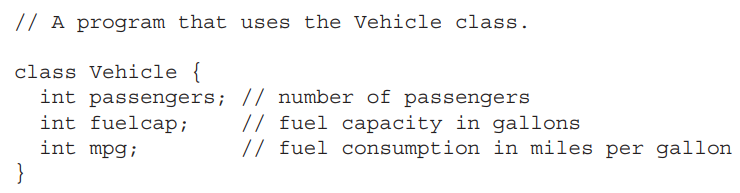 // A program that uses the Vehicle class.
class Vehicle {
int passengers; // number of passengers
int fuelcap; // fuel capacity in gallons
int mpg; // fuel consumption in miles per gallon
}